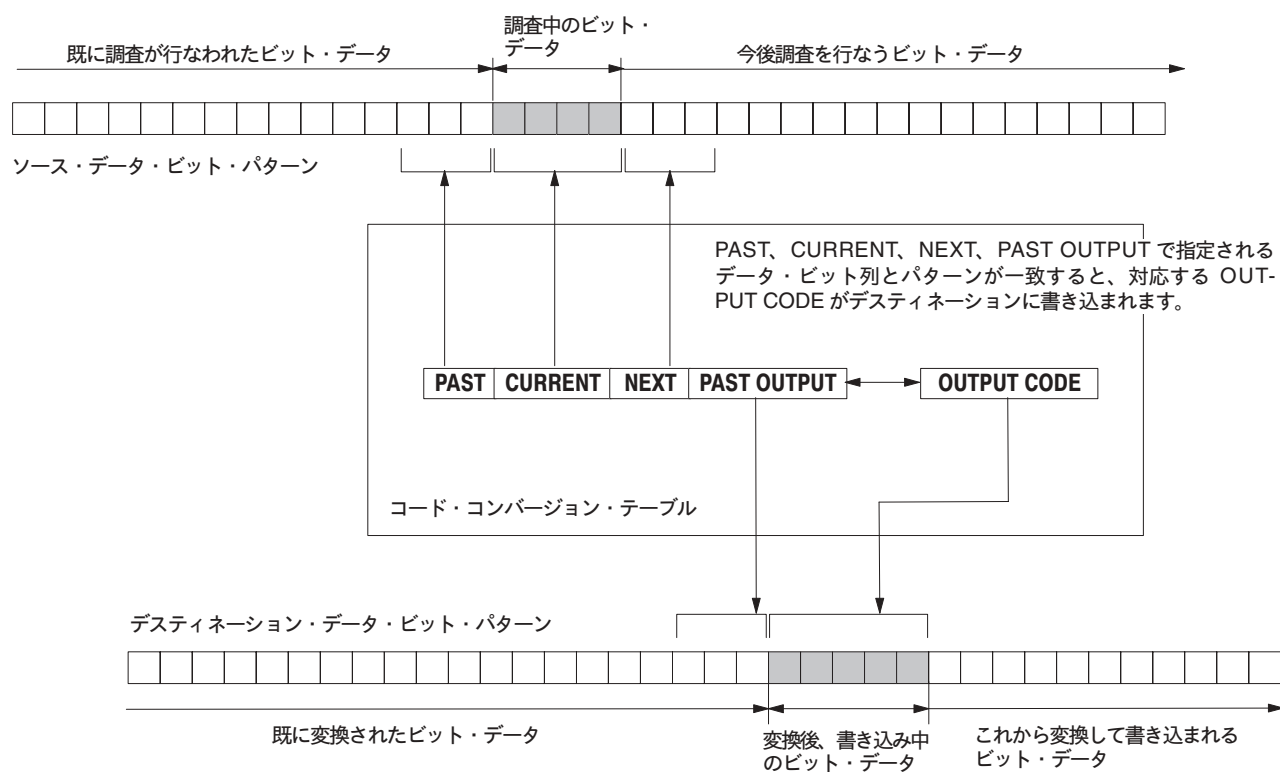 調査中のビット・
データ
既に調査が行なわれたビット・データ
今後調査を行なうビット・データ
ソース・データ・ビット・パターン
PAST、CURRENT、NEXT、PAST OUTPUT で指定される
データ・ビット列とパターンが一致すると、対応する OUT-
PUT CODE がデスティネーションに書き込まれます。
PAST CURRENT NEXT PAST OUTPUT OUTPUT CODE
コード・コンバージョン・テーブル
デスティネーション・データ・ビット・パターン
既に変換されたビット・データ
変換後、書き込み中
のビット・データ
これから変換して書き込まれる
ビット・データ